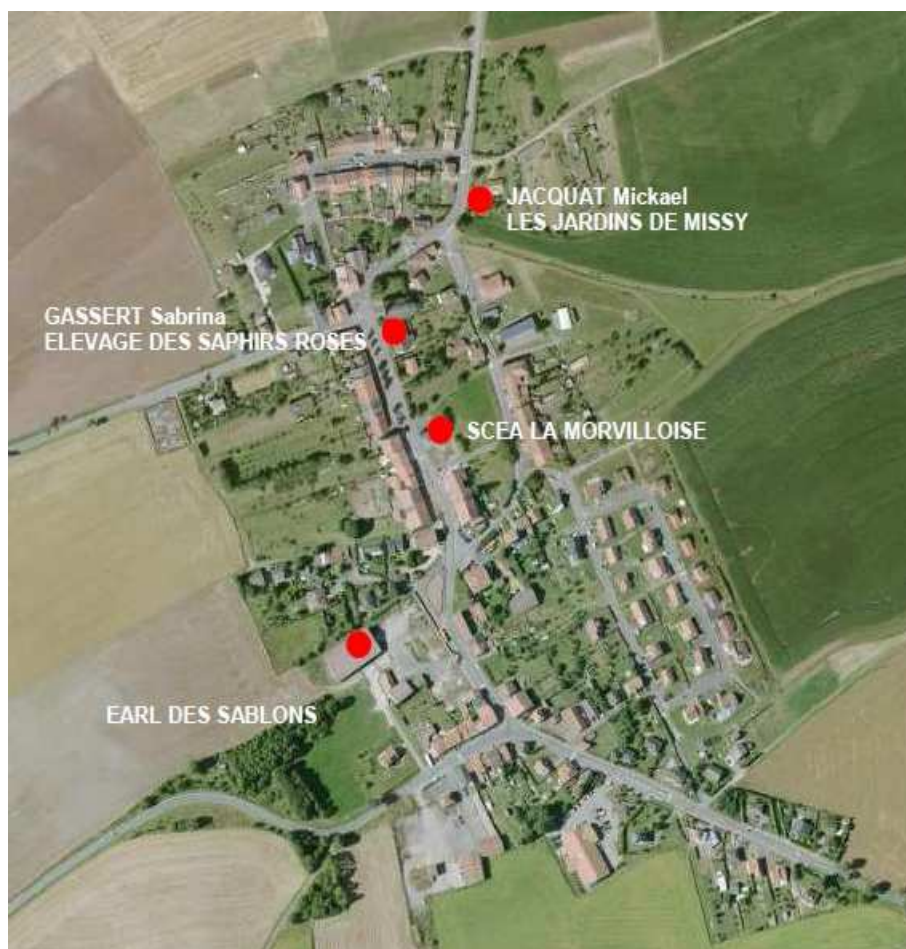 JACQUAT Mickael
LES JARDINS DE MISSY
GASSERT Sabrina
ELEVAGE DES SAPHIRS ROSES
SCEA LA MORVILLOISE
EARL DES SABLONS